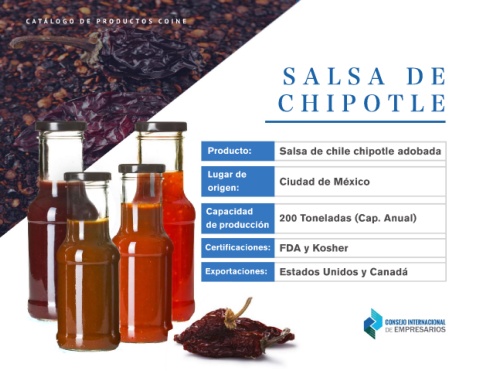 CATÁLOGO DE PRODUCTOS COINE
SALSA DE
CHIPOTLE
Producto: Salsa de chile chipotle adobada
Lugar de
origen: Ciudad de México
Capacidad
de producción 200 Toneladas (Cap. Anual)
Certificaciones: FDA y Kosher
Exportaciones: Estados Unidos y Canadá
CONSEJO INTERNACIONAL
DE EMPRESARIOS